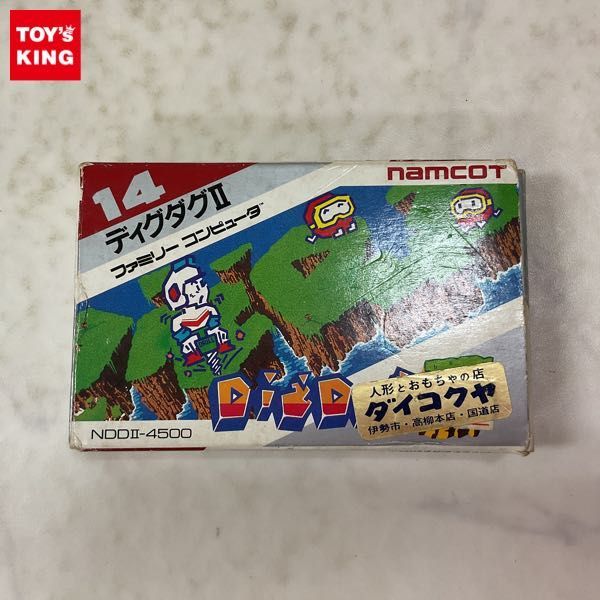 TOY'S
KING
14
namcoT
ディグダグII
ファミリー コンピュータ
NDDII-4500
人形とおもちゃの店
ダイコクヤ
伊勢市・高柳本店・国道店